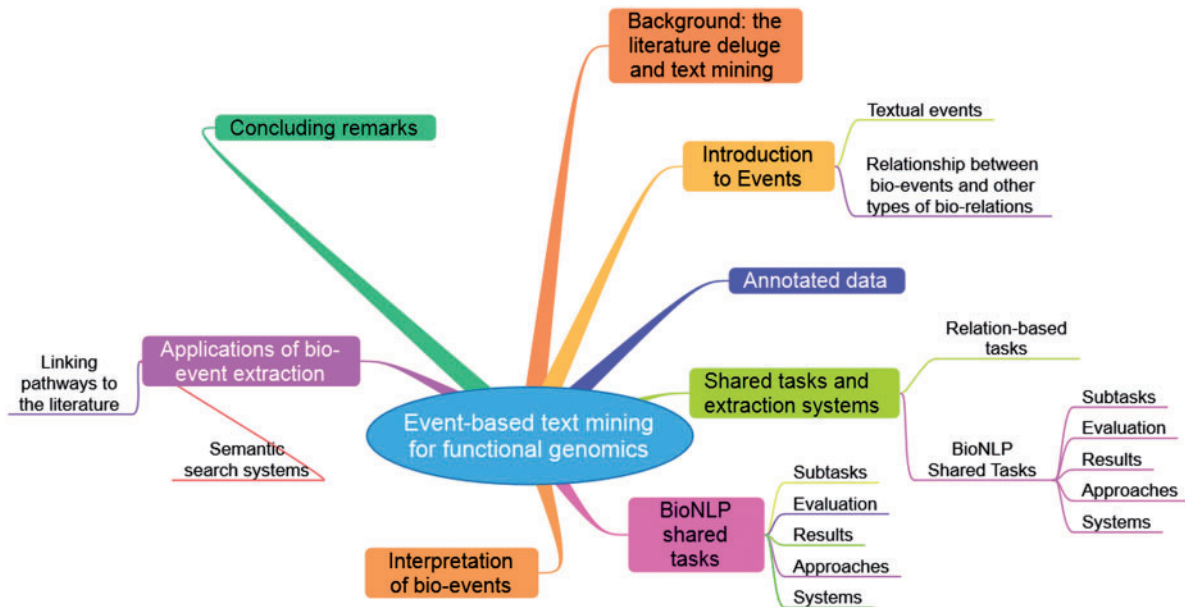 Background: the
literature deluge
and text mining
Concluding remarks
Introduction
to Events
Textual events
Relationship between
bio-events and other
types of bio-relations
Annotated data
Applications of bio-
event extraction
Linking
pathways to
the literature
Semantic
search systems
Event-based text mining
for functional genomics
Shared tasks and
extraction systems
Relation-based
tasks
BioNLP
Shared Tasks
Subtasks
Evaluation
Results
Approaches
Systems
BioNLP
shared
tasks
Subtasks
Evaluation
Results
Approaches
Systems
Interpretation
of bio-events